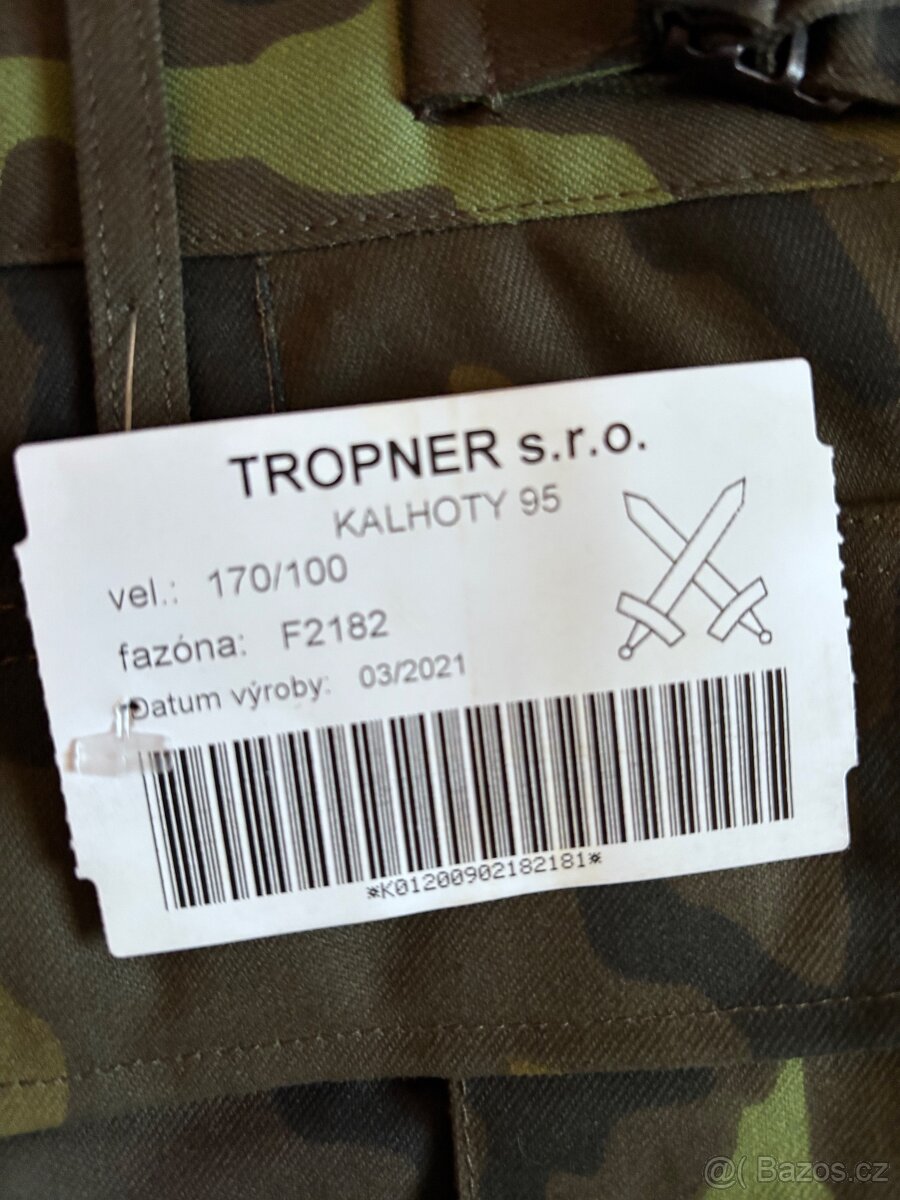 TROPNER s.r.o.
KALHOTY 95
vel.: 170/100
fazóna: F2182
Datum výroby: 03/2021
*K01200902182181*
@( Bazos.cz